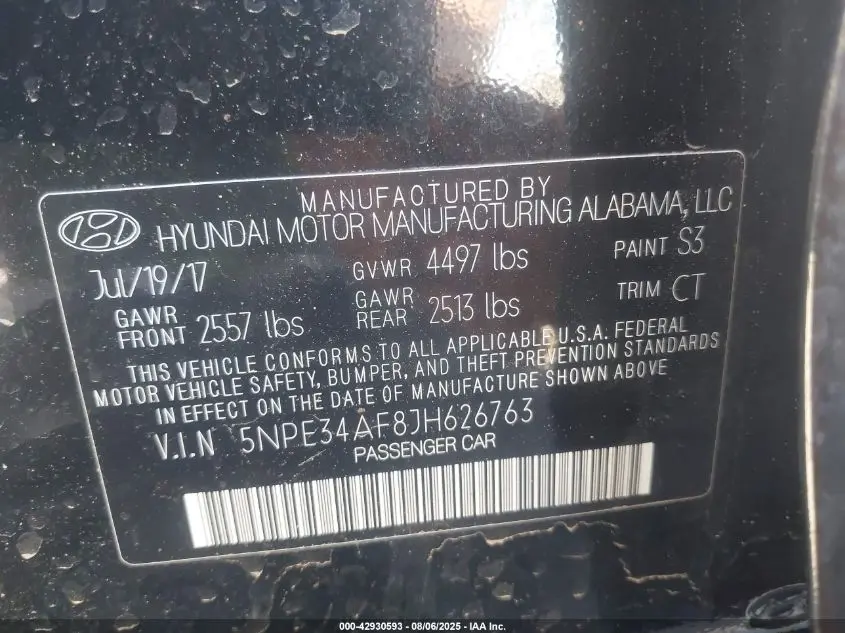 MANUFACTURED BY
HYUNDAI MOTOR MANUFACTURING ALABAMA, LLC
Jul/19/17 GVWR 4497 lbs PAINT S3
GAWR FRONT 2557 lbs GAWR REAR 2513 lbs TRIM CT
THIS VEHICLE CONFORMS TO ALL APPLICABLE U.S.A. FEDERAL
MOTOR VEHICLE SAFETY, BUMPER, AND THEFT PREVENTION STANDARDS
IN EFFECT ON THE DATE OF MANUFACTURE SHOWN ABOVE
V.I.N 5NPE34AF8JH626763
PASSENGER CAR
000-42930593 - 08/06/2025 - IAA Inc.